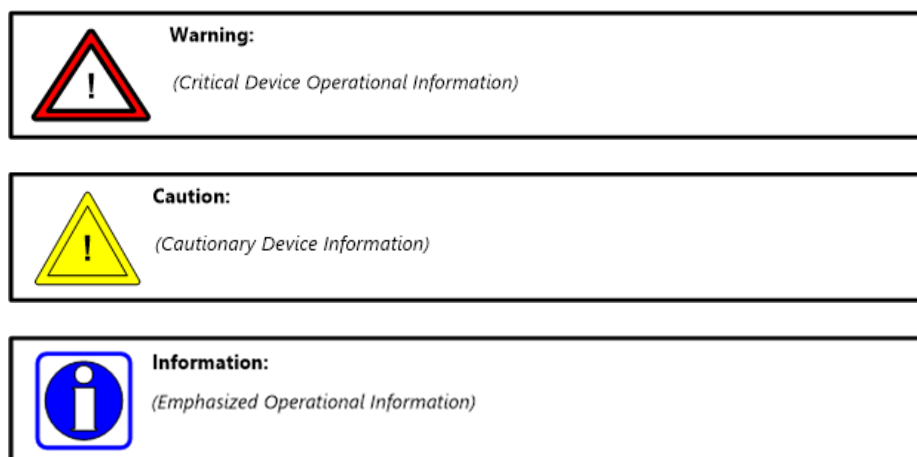 Warning:
!
(Critical Device Operational Information)
Caution:
!
(Cautionary Device Information)
Information:
i
(Emphasized Operational Information)